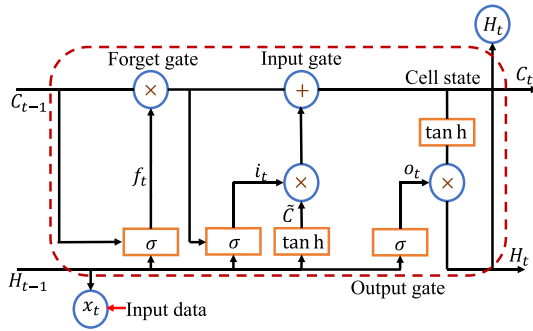 H_t
Forget gate
Input gate
Cell state
C_t
C_{t-1}
×
+
tan h
f_t
i_t
×
o_t
×
C̃
σ
σ
tan h
σ
H_{t-1}
H_t
x_t
Input data
Output gate